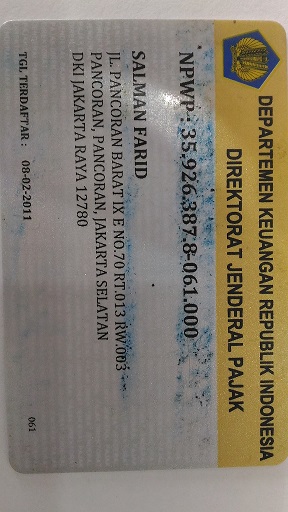 DEPARTEMEN KEUANGAN REPUBLIK INDONESIA
DIREKTORAT JENDERAL PAJAK
NPWP : 35.926.387.8-061.000
SALMAN FARID
JL. PANCORAN BARAT IX E NO.70 RT.013 RW.003
PANCORAN, PANCORAN, JAKARTA SELATAN
DKI JAKARTA RAYA 12780
TGL TERDAFTAR : 08-02-2011
061